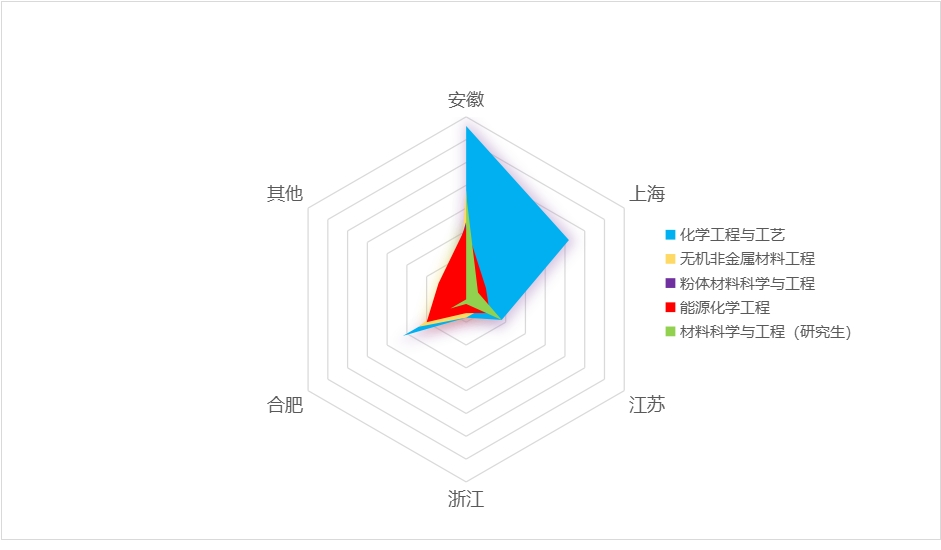 安徽
其他
上海
化学工程与工艺
无机非金属材料工程
粉体材料科学与工程
能源化学工程
材料科学与工程（研究生）
合肥
江苏
浙江